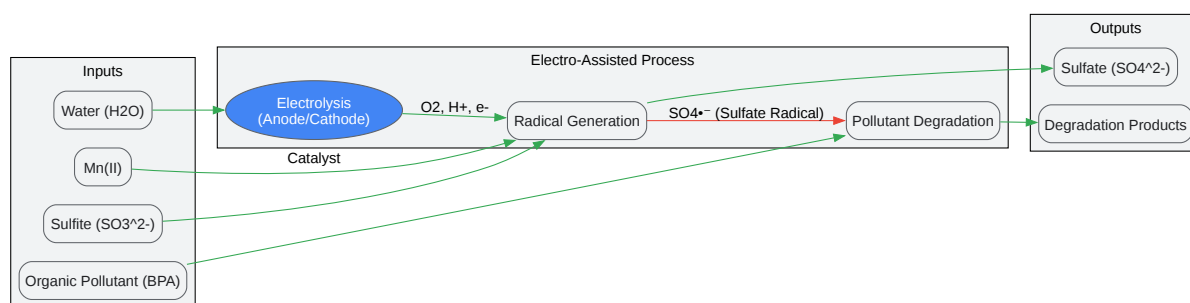 Outputs
Inputs
Electro-Assisted Process
Sulfate (SO4^2-)
Water (H2O)
Electrolysis
(Anode/Cathode)
O2, H+, e-
Radical Generation
SO4•⁻ (Sulfate Radical)
Pollutant Degradation
Degradation Products
Catalyst
Mn(II)
Sulfite (SO3^2-)
Organic Pollutant (BPA)